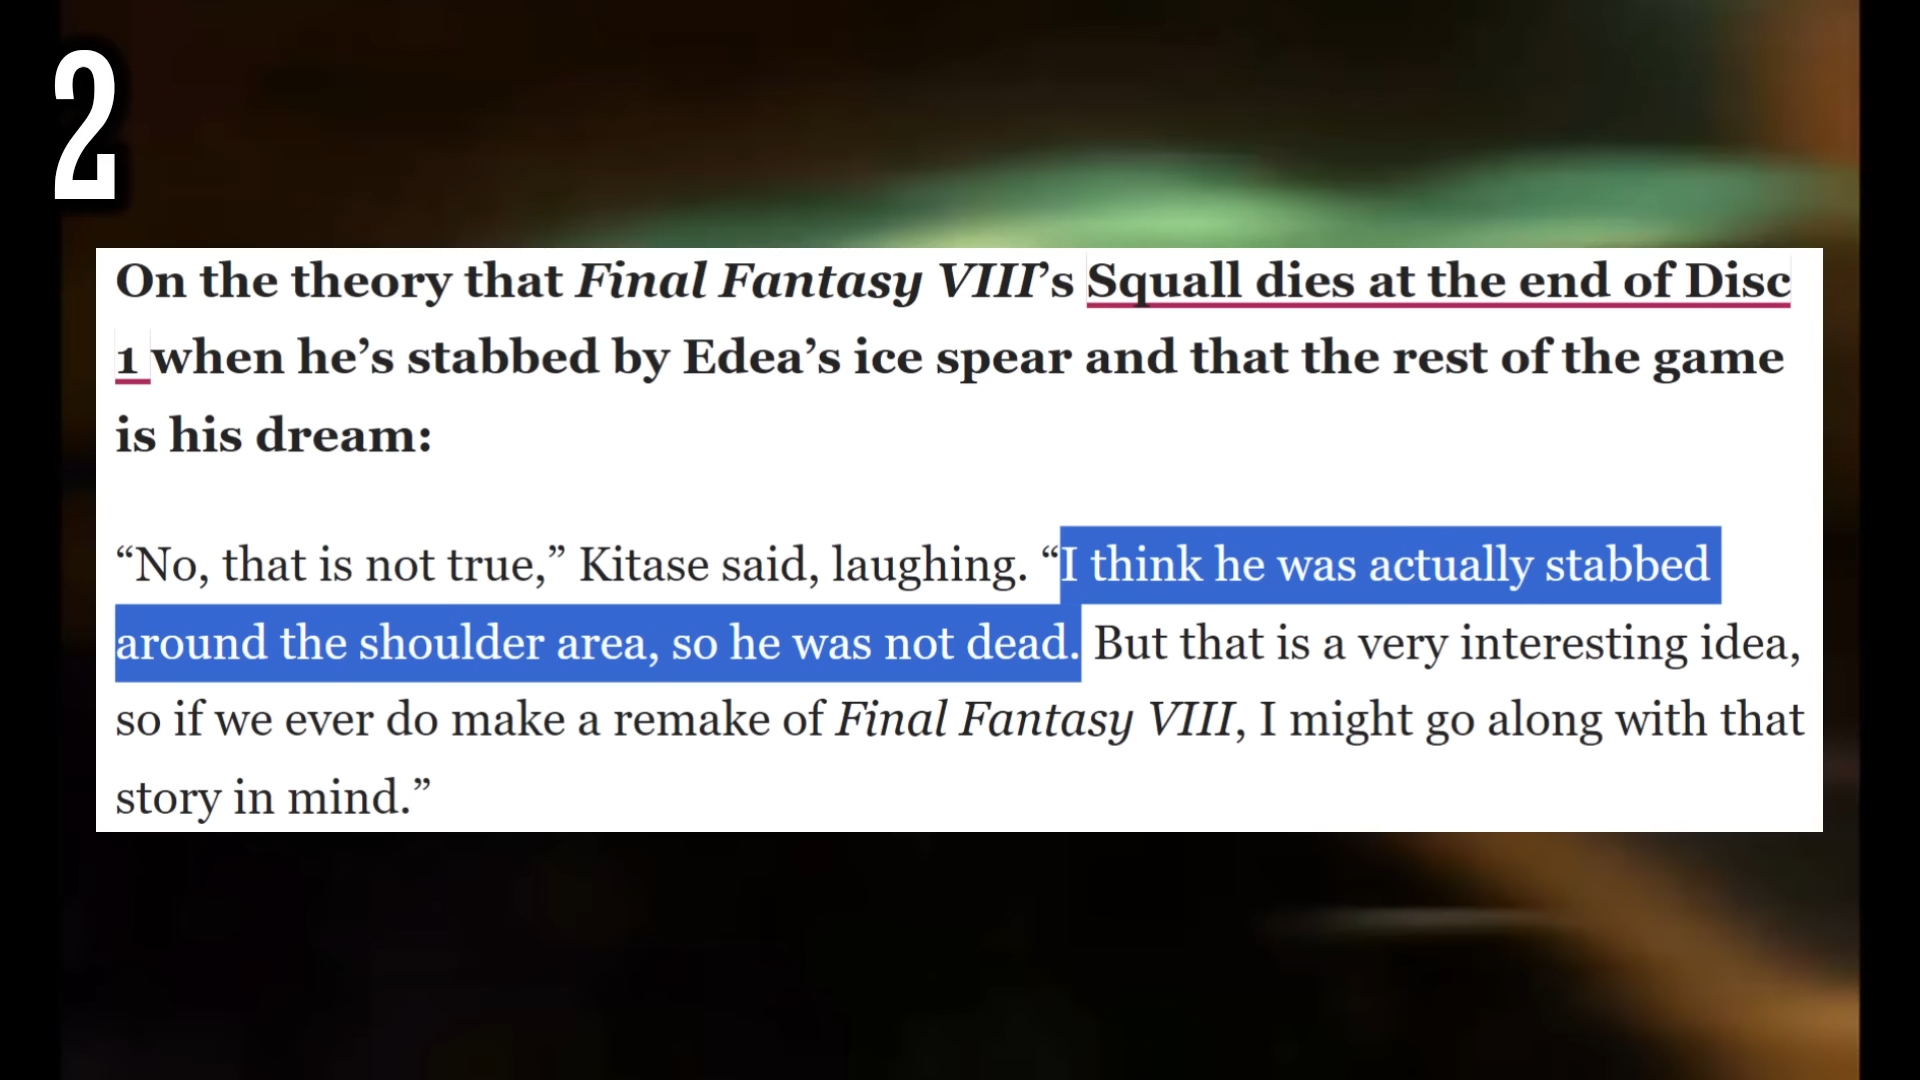 2
On the theory that Final Fantasy VIII’s Squall dies at the end of Disc
1 when he’s stabbed by Edea’s ice spear and that the rest of the game
is his dream:
“No, that is not true,” Kitase said, laughing. “I think he was actually stabbed
around the shoulder area, so he was not dead. But that is a very interesting idea,
so if we ever do make a remake of Final Fantasy VIII, I might go along with that
story in mind.”